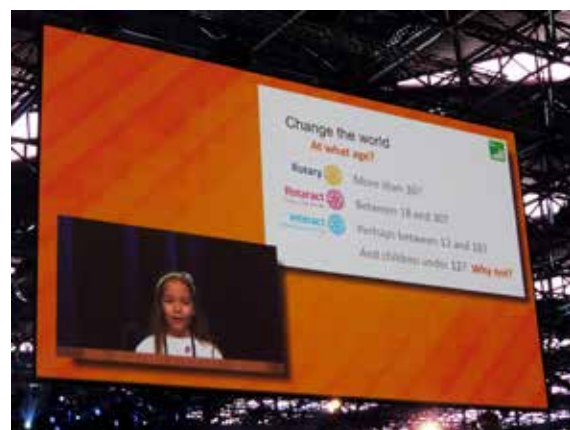 Change the world
At what age?
Rotary
More than 30?
Rotaract
Between 18 and 30?
Interact
Perhaps between 12 and 18?
And children under 12? Why not?